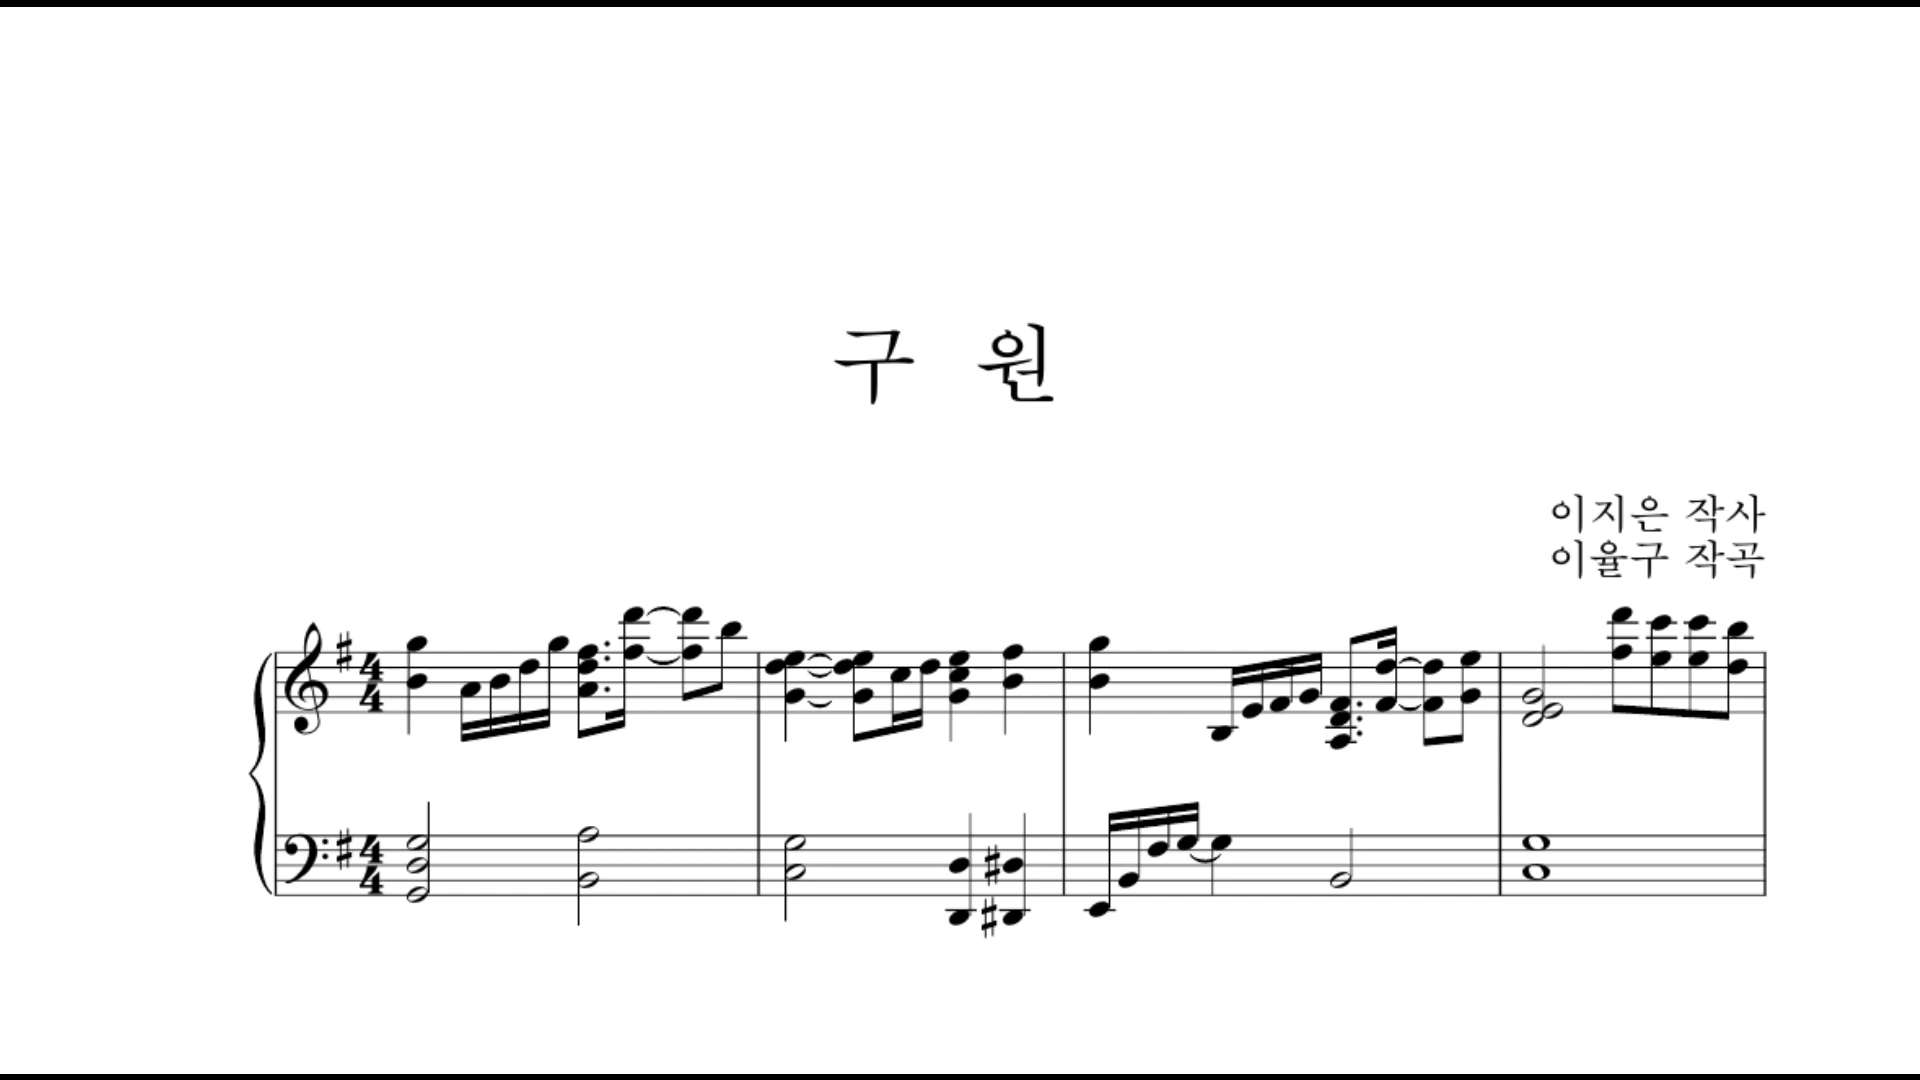 구 원
이지은 작사
이율구 작곡